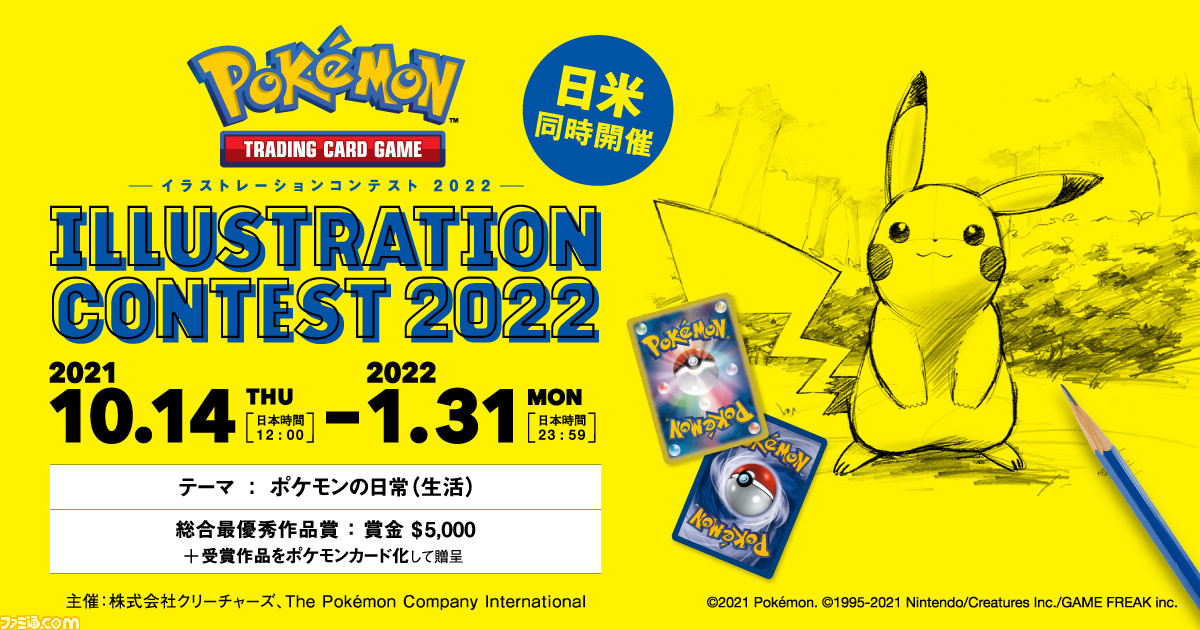 POKéMON™
TRADING CARD GAME
イラストレーションコンテスト 2022
ILLUSTRATION
CONTEST 2022
日米
同時開催
2021
10.14 THU [日本時間 12:00] – 2022 1.31 MON [日本時間 23:59]
テーマ : ポケモンの日常(生活)
総合最優秀作品賞 : 賞金 $5,000
+受賞作品をポケモンカード化して贈呈
主催:株式会社クリーチャーズ、The Pokémon Company International
POKéMON
POKéMON
POKéMON
POKéMON
©2021 Pokémon. ©1995-2021 Nintendo/Creatures Inc./GAME FREAK inc.
ファミ通.com